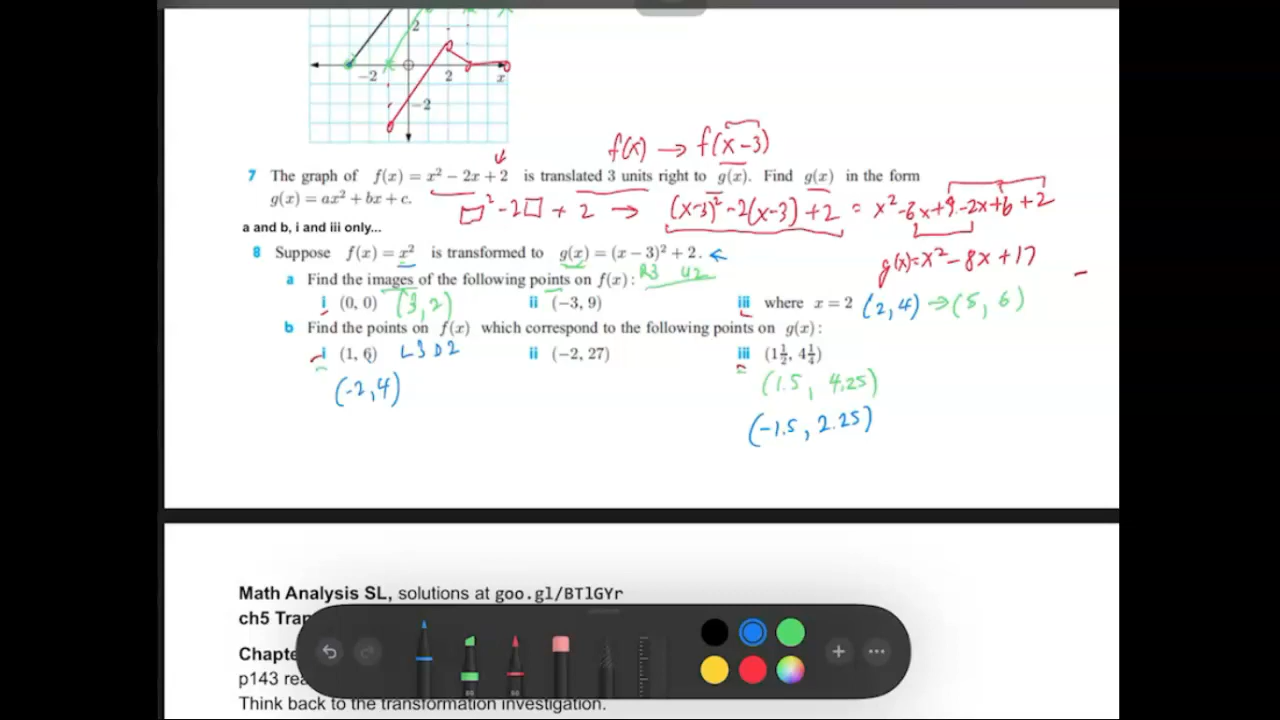 2
−2 2 x
−2
f(x) → f(x−3)
7 The graph of f(x) = x² − 2x + 2 is translated 3 units right to g(x). Find g(x) in the form
g(x) = ax² + bx + c.
□² - 2□ + 2 → (x-3)² - 2(x-3) + 2 = x² - 6x + 9 - 2x + 6 + 2
a and b, i and iii only...
g(x) = x² - 8x + 17
8 Suppose f(x) = x² is transformed to g(x) = (x − 3)² + 2. ←
a Find the images of the following points on f(x): R3 U2
i (0, 0) (3, 2) ii (−3, 9) iii where x = 2 (2, 4) → (5, 6)
b Find the points on f(x) which correspond to the following points on g(x):
i (1, 6) L3 D2 ii (−2, 27) iii (1½, 4¼)
(-2, 4) (1.5, 4.25)
(-1.5, 2.25)
Math Analysis SL, solutions at goo.gl/BTlGYr
ch5 Tran
Chapte
p143 rea
Think back to the transformation investigation.